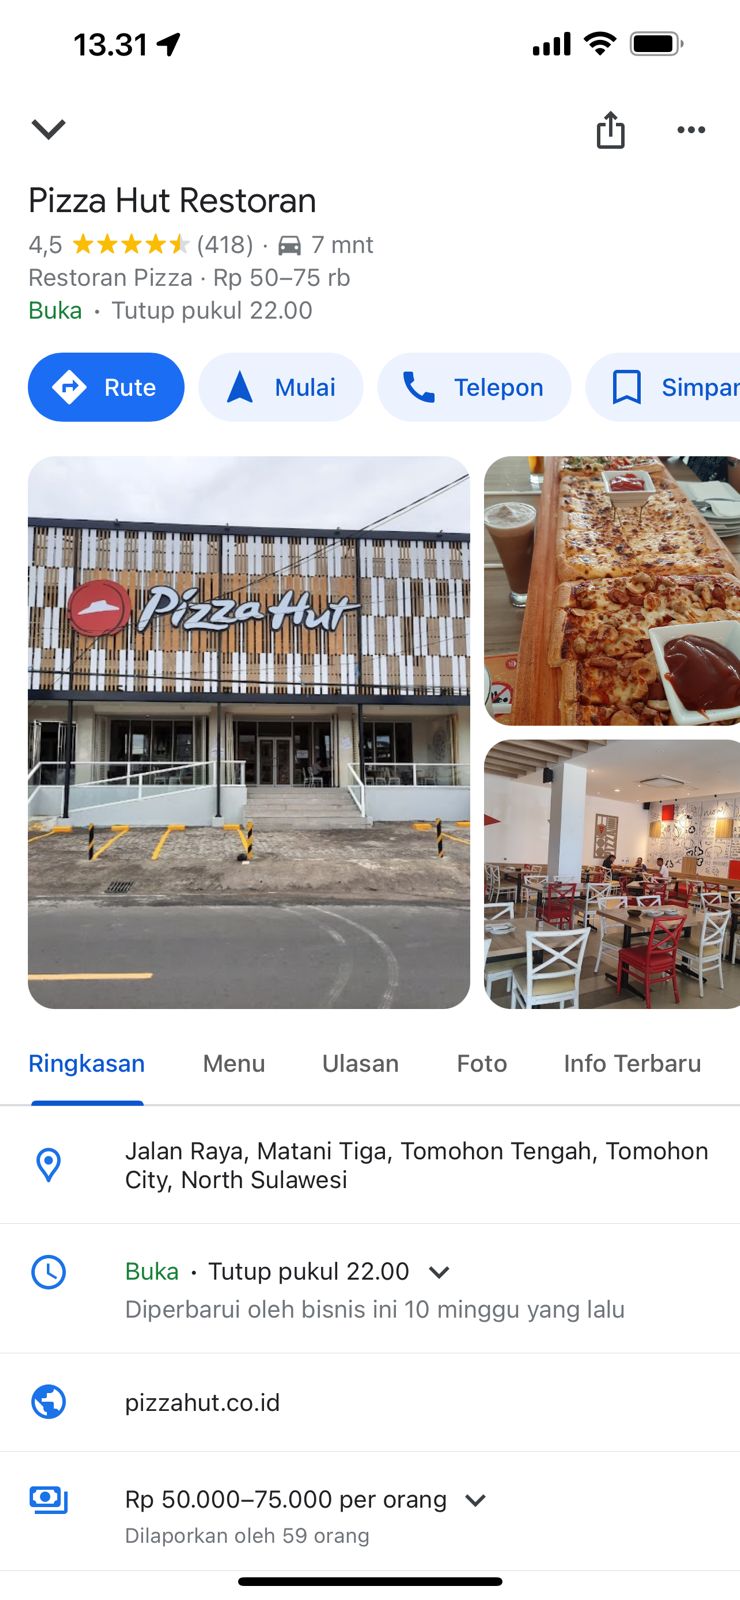 13.31
Pizza Hut Restoran
4,5 (418) · 7 mnt
Restoran Pizza · Rp 50–75 rb
Buka · Tutup pukul 22.00
Rute
Mulai
Telepon
Simpan
Pizza Hut
Ringkasan
Menu
Ulasan
Foto
Info Terbaru
Jalan Raya, Matani Tiga, Tomohon Tengah, Tomohon
City, North Sulawesi
Buka · Tutup pukul 22.00
Diperbarui oleh bisnis ini 10 minggu yang lalu
pizzahut.co.id
Rp 50.000–75.000 per orang
Dilaporkan oleh 59 orang